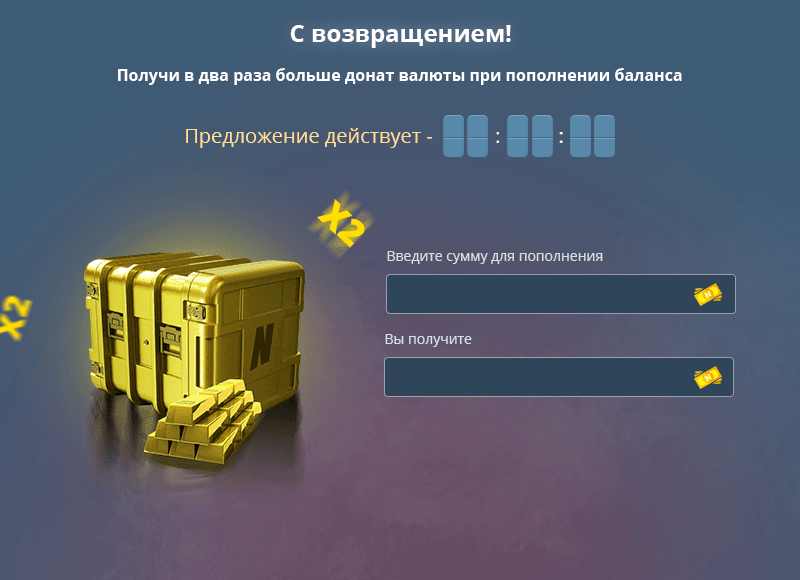 С возвращением!
Получи в два раза больше донат валюты при пополнении баланса
Предложение действует - : :
X2
Введите сумму для пополнения
N
X2
N
Вы получите
N